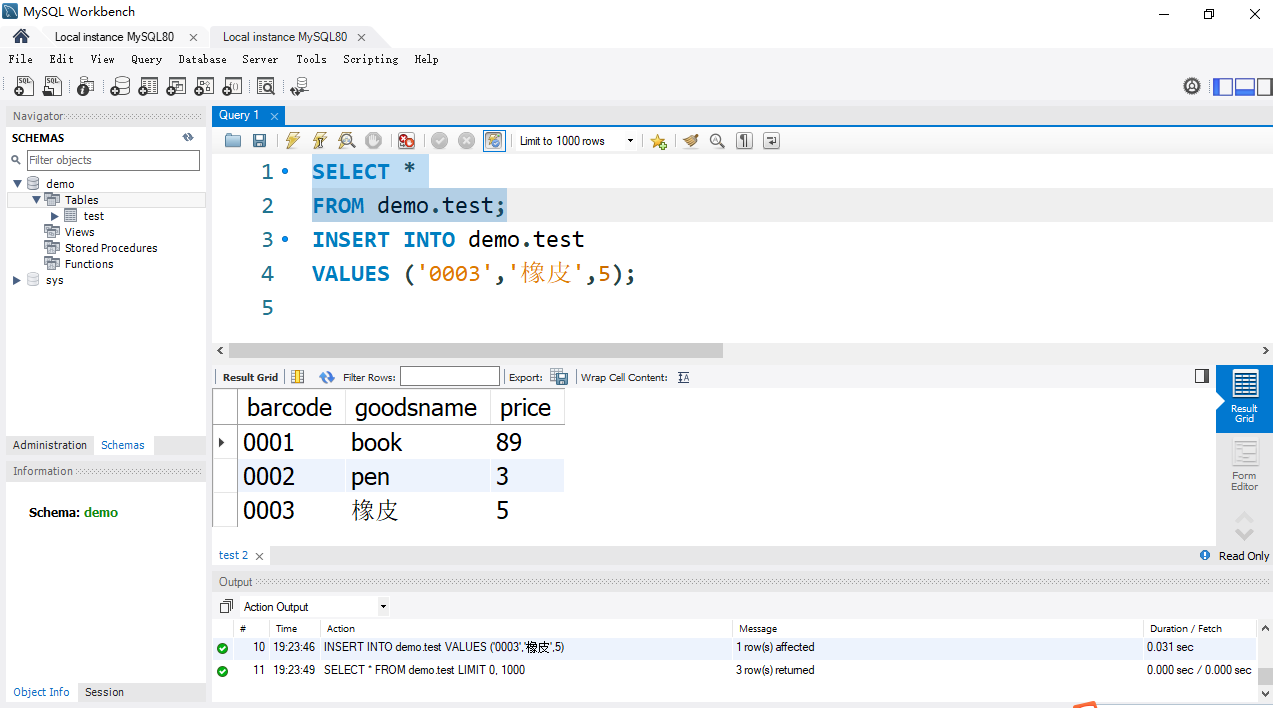 MySQL Workbench
Local instance MySQL80
Local instance MySQL80
File Edit View Query Database Server Tools Scripting Help
Navigator
Query 1
SCHEMAS
Limit to 1000 rows
Filter objects
demo
Tables
test
Views
Stored Procedures
Functions
sys
1 SELECT *
2 FROM demo.test;
3 INSERT INTO demo.test
4 VALUES ('0003','橡皮',5);
5
Result Grid Filter Rows: Export: Wrap Cell Content:
barcode goodsname price
0001 book 89
0002 pen 3
0003 橡皮 5
Result
Grid
Form
Editor
Administration Schemas
Information
Schema: demo
test 2
Read Only
Output
Action Output
# Time Action Message Duration / Fetch
10 19:23:46 INSERT INTO demo.test VALUES ('0003','橡皮',5) 1 row(s) affected 0.031 sec
11 19:23:49 SELECT * FROM demo.test LIMIT 0, 1000 3 row(s) returned 0.000 sec / 0.000 sec
Object Info Session